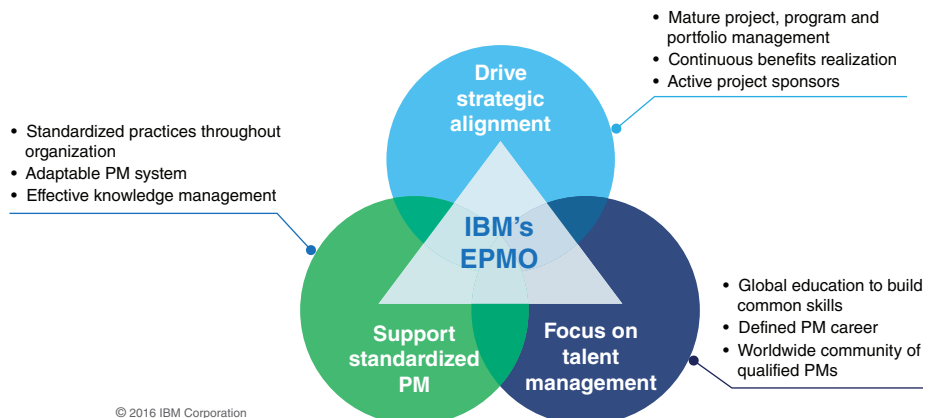 • Mature project, program and
portfolio management
• Continuous benefits realization
• Active project sponsors
Drive
strategic
alignment
• Standardized practices throughout
organization
• Adaptable PM system
• Effective knowledge management
IBM's
EPMO
• Global education to build
common skills
• Defined PM career
• Worldwide community of
qualified PMs
Support
standardized
PM
Focus on
talent
management
© 2016 IBM Corporation